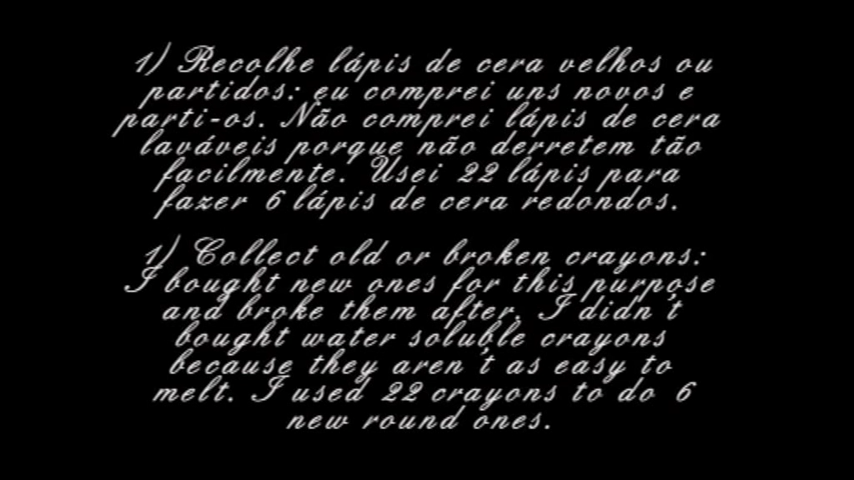 1) Recolhe lápis de cera velhos ou
partidos: eu comprei uns novos e
parti-os. Não comprei lápis de cera
laváveis porque não derretem tão
facilmente. Usei 22 lápis para
fazer 6 lápis de cera redondos.
1) Collect old or broken crayons:
I bought new ones for this purpose
and broke them after. I didn't
bought water soluble crayons
because they aren't as easy to
melt. I used 22 crayons to do 6
new round ones.